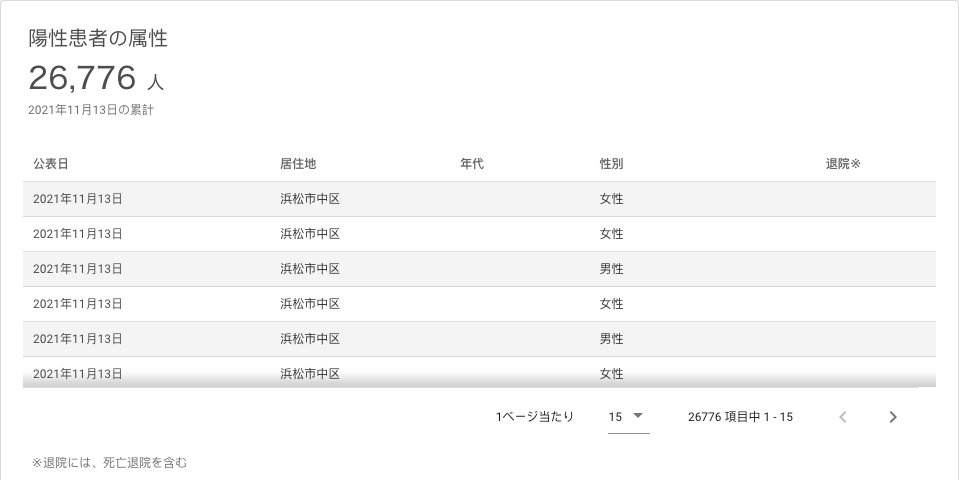 陽性患者の属性
26,776 人
2021年11月13日の累計
公表日 居住地 年代 性別 退院※
2021年11月13日 浜松市中区 女性
2021年11月13日 浜松市中区 女性
2021年11月13日 浜松市中区 男性
2021年11月13日 浜松市中区 女性
2021年11月13日 浜松市中区 男性
2021年11月13日 浜松市中区 女性
1ページ当たり 15 26776 項目中 1 - 15
※退院には、死亡退院を含む